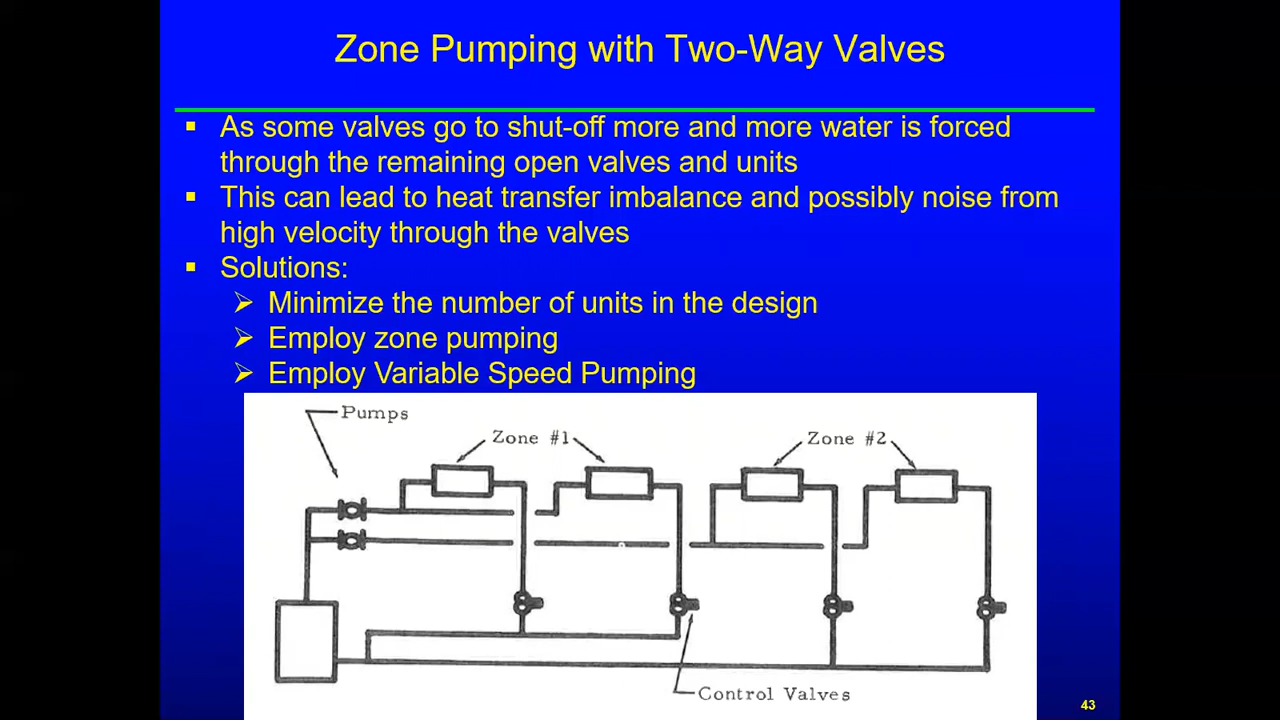 Zone Pumping with Two-Way Valves
▪ As some valves go to shut-off more and more water is forced
through the remaining open valves and units
▪ This can lead to heat transfer imbalance and possibly noise from
high velocity through the valves
▪ Solutions:
➢ Minimize the number of units in the design
➢ Employ zone pumping
➢ Employ Variable Speed Pumping
Pumps
Zone #1
Zone #2
Control Valves
43